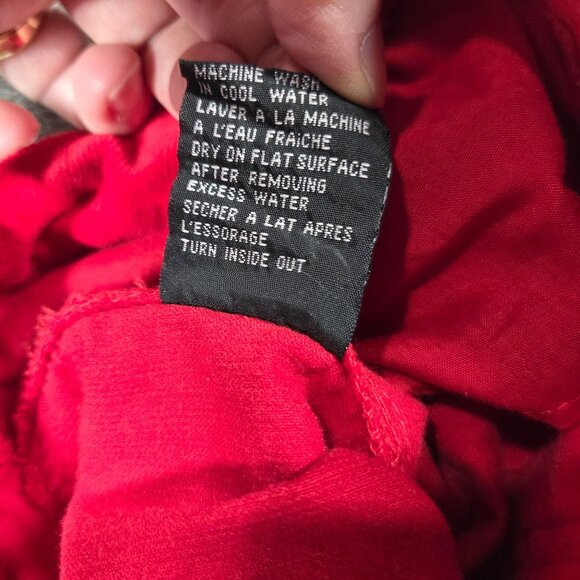 MACHINE WASH
IN COOL WATER
LAVER A LA MACHINE
A L'EAU FRAICHE
DRY ON FLAT SURFACE
AFTER REMOVING
EXCESS WATER
SECHER A LAT APRES
L'ESSORAGE
TURN INSIDE OUT